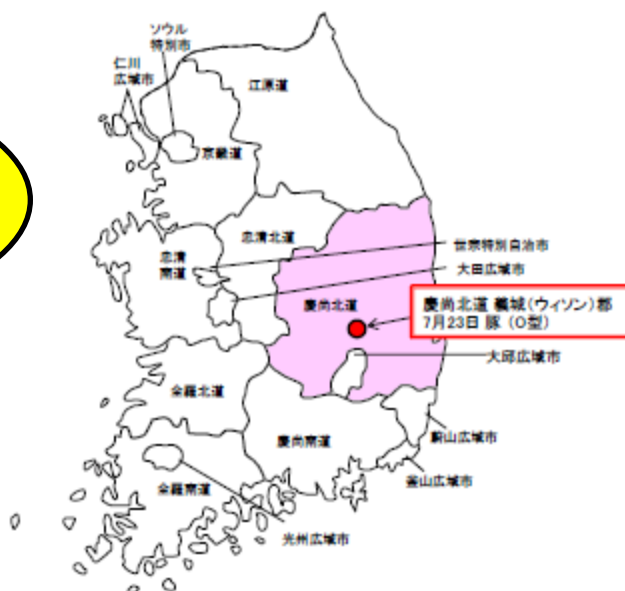 ソウル
特別市
仁川
広域市
江原道
京畿道
忠清北道
世宗特別自治市
忠清
南道
大田広域市
慶尚北道
慶尚北道 義城(ウィソン)郡
7月23日 豚 (O型)
大邱広域市
全羅北道
慶尚南道
蔚山広域市
釜山広域市
全羅南道
光州広域市